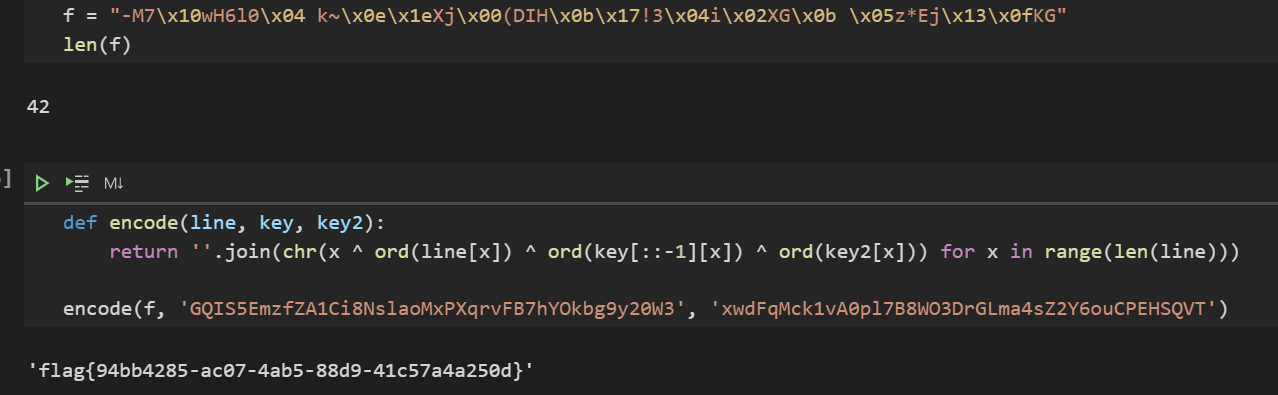 f = "-M7\x10wH6l0\x04 k~\x0e\x1eXj\x00(DIH\x0b\x17!3\x04i\x02XG\x0b \x05z*Ej\x13\x0fKG"
len(f)
42
]
M↓
def encode(line, key, key2):
    return ''.join(chr(x ^ ord(line[x]) ^ ord(key[::-1][x]) ^ ord(key2[x])) for x in range(len(line)))
encode(f, 'GQIS5EmzfZA1Ci8NslaoMxPXqrvFB7hYOkbg9y20W3', 'xwdFqMck1vA0pl7B8WO3DrGLma4sZ2Y6ouCPEHSQVT')
'flag{94bb4285-ac07-4ab5-88d9-41c57a4a250d}'